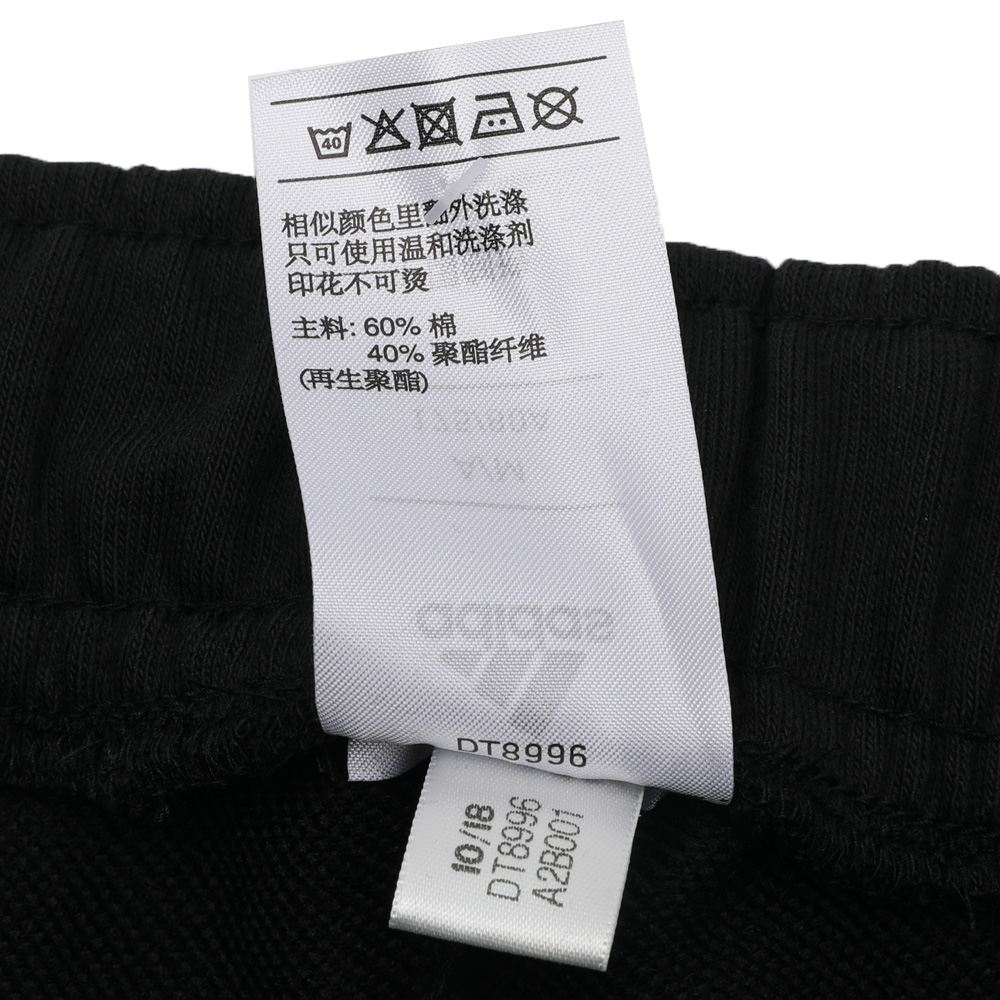 40
相似颜色里翻外洗涤
只可使用温和洗涤剂
印花不可烫
主料: 60% 棉
40% 聚酯纤维
(再生聚酯)
175/80A
A/M
adidas
DT8996
10/18
DT8996
A2B001